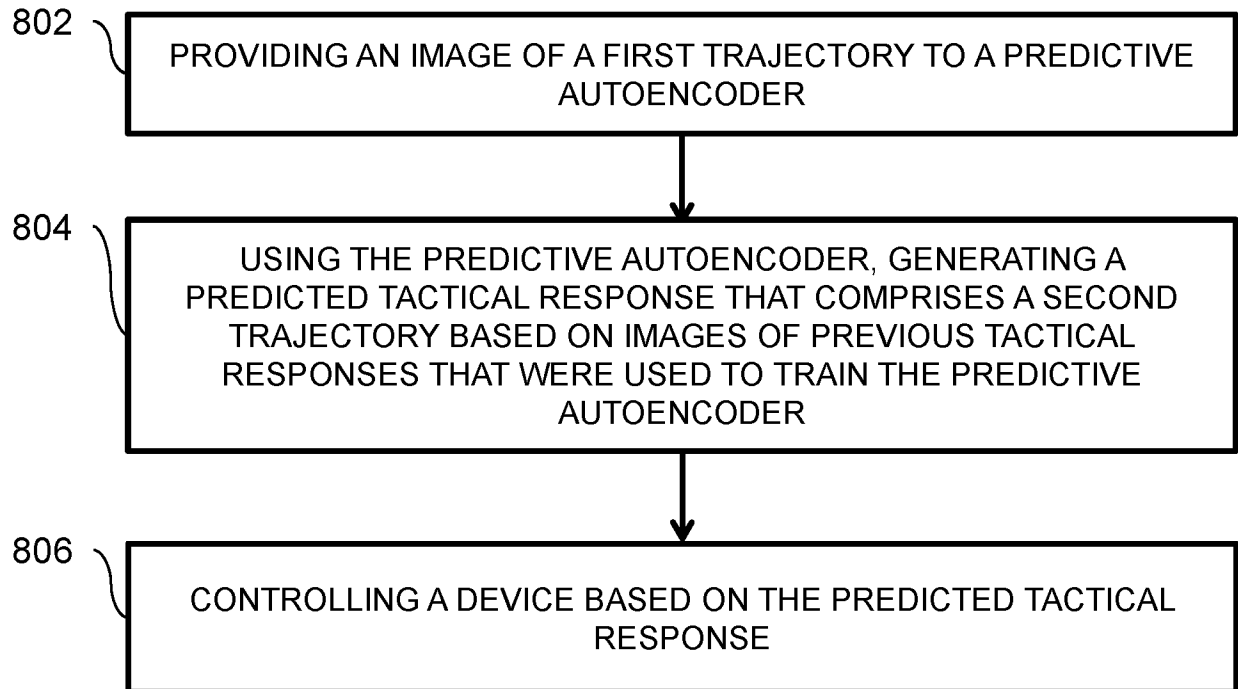 802
PROVIDING AN IMAGE OF A FIRST TRAJECTORY TO A PREDICTIVE
AUTOENCODER
804
USING THE PREDICTIVE AUTOENCODER, GENERATING A
PREDICTED TACTICAL RESPONSE THAT COMPRISES A SECOND
TRAJECTORY BASED ON IMAGES OF PREVIOUS TACTICAL
RESPONSES THAT WERE USED TO TRAIN THE PREDICTIVE
AUTOENCODER
806
CONTROLLING A DEVICE BASED ON THE PREDICTED TACTICAL
RESPONSE